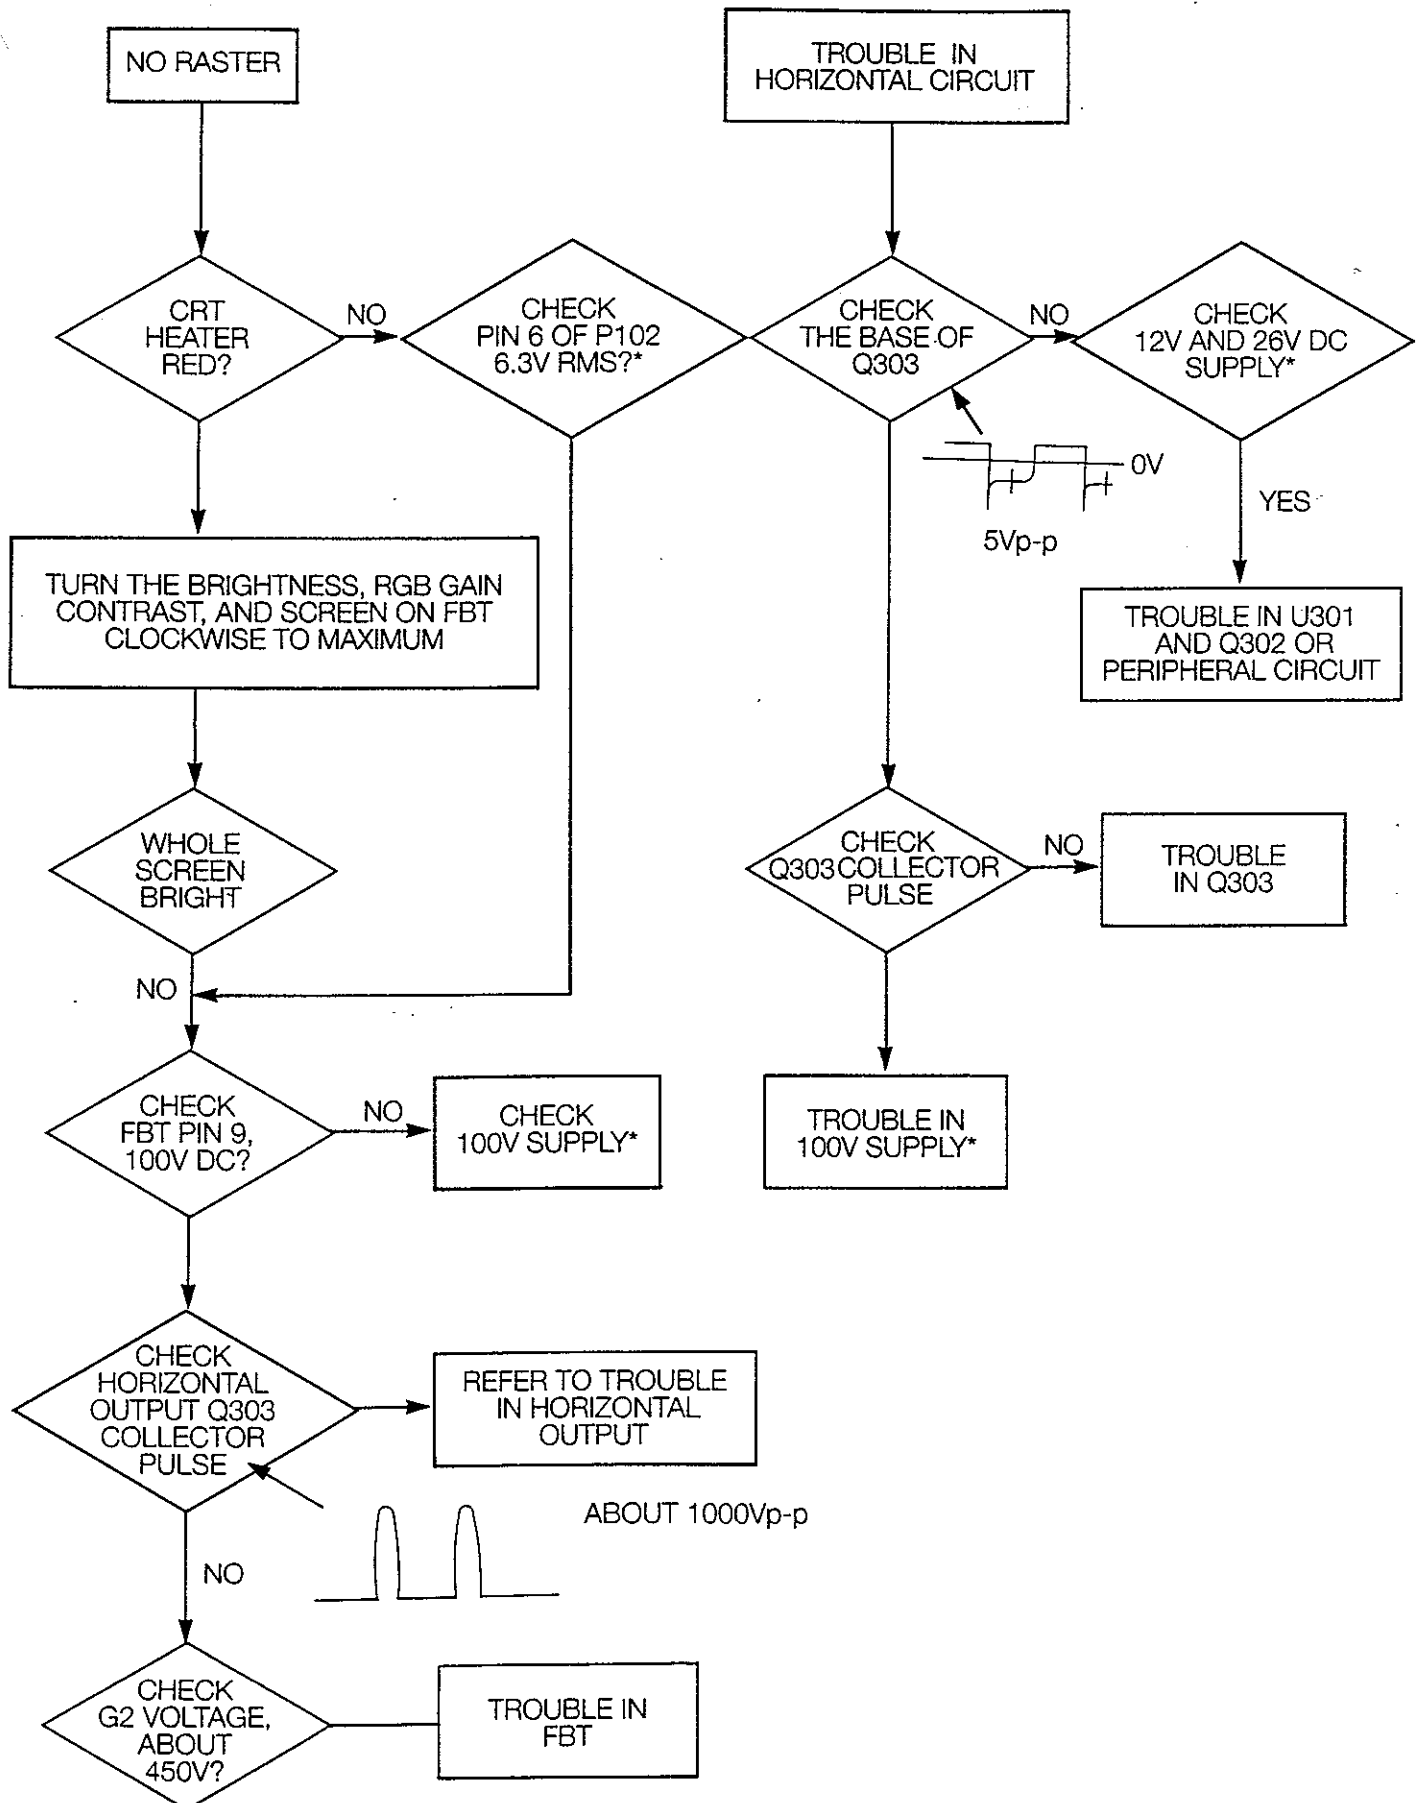 NO RASTER
TROUBLE IN
HORIZONTAL CIRCUIT
CRT
HEATER
RED?
NO
CHECK
PIN 6 OF P102
6.3V RMS?*
CHECK
THE BASE OF
Q303
NO
CHECK
12V AND 26V DC
SUPPLY*
0V
5Vp-p
YES
TURN THE BRIGHTNESS, RGB GAIN
CONTRAST, AND SCREEN ON FBT
CLOCKWISE TO MAXIMUM
TROUBLE IN U301
AND Q302 OR
PERIPHERAL CIRCUIT
WHOLE
SCREEN
BRIGHT
CHECK
Q303 COLLECTOR
PULSE
NO
TROUBLE
IN Q303
NO
CHECK
FBT PIN 9,
100V DC?
NO
CHECK
100V SUPPLY*
TROUBLE IN
100V SUPPLY*
CHECK
HORIZONTAL
OUTPUT Q303
COLLECTOR
PULSE
REFER TO TROUBLE
IN HORIZONTAL
OUTPUT
ABOUT 1000Vp-p
NO
CHECK
G2 VOLTAGE,
ABOUT
450V?
TROUBLE IN
FBT